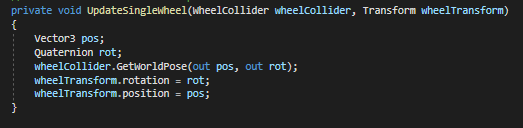 private void UpdateSingleWheel(WheelCollider wheelCollider, Transform wheelTransform)
{
    Vector3 pos;
    Quaternion rot;
    wheelCollider.GetWorldPose(out pos, out rot);
    wheelTransform.rotation = rot;
    wheelTransform.position = pos;
}